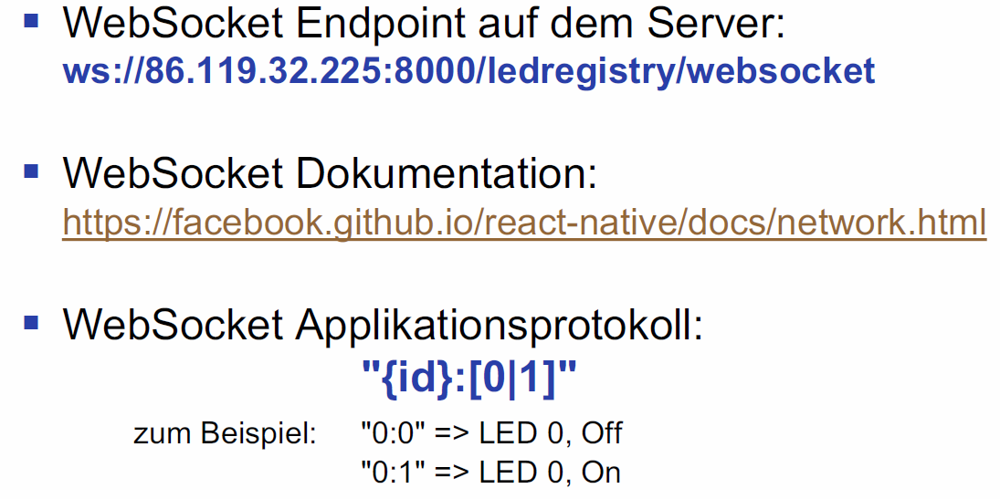 ▪ WebSocket Endpoint auf dem Server:
ws://86.119.32.225:8000/ledregistry/websocket
▪ WebSocket Dokumentation:
https://facebook.github.io/react-native/docs/network.html
▪ WebSocket Applikationsprotokoll:
"{id}:[0|1]"
zum Beispiel: "0:0" => LED 0, Off
"0:1" => LED 0, On